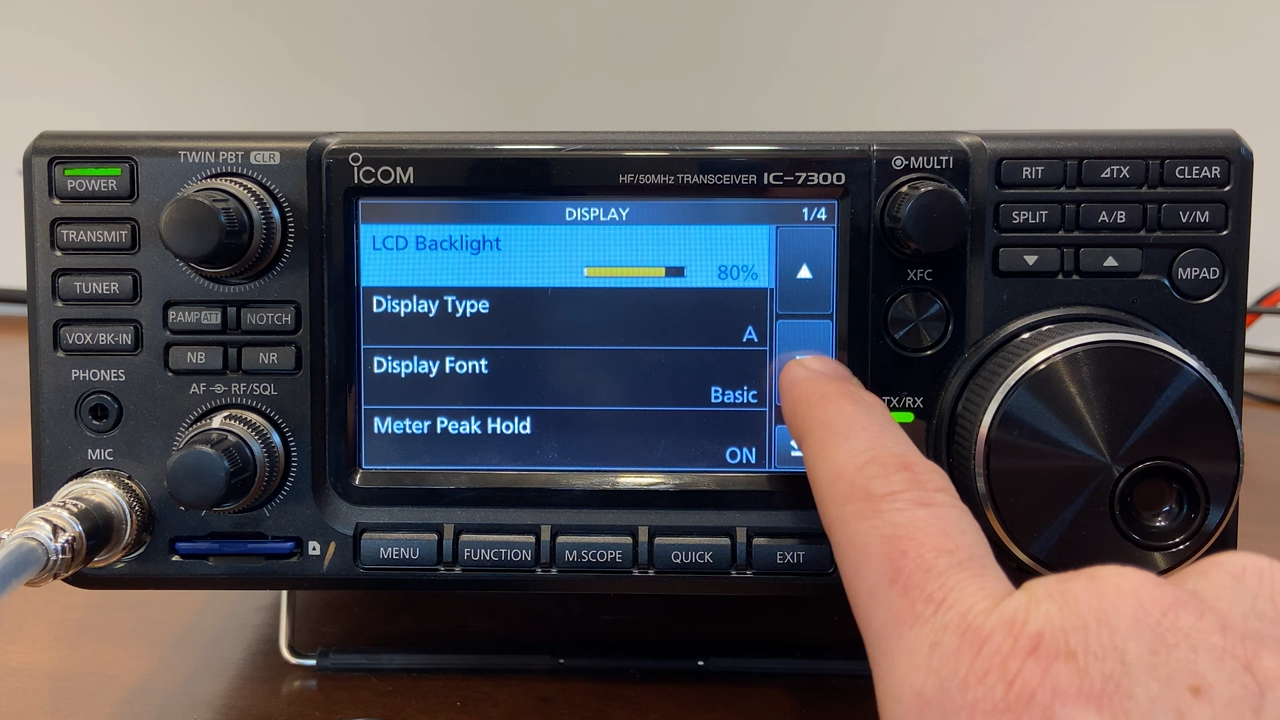 TWIN PBT CLR
ICOM
HF/50MHz TRANSCEIVER IC-7300
MULTI
POWER
TRANSMIT
TUNER
VOX/BK-IN
P.AMP ATT
NOTCH
NB
NR
PHONES
AF RF/SQL
MIC
DISPLAY 1/4
LCD Backlight
80%
Display Type
A
Display Font
Basic
Meter Peak Hold
ON
MENU
FUNCTION
M.SCOPE
QUICK
EXIT
XFC
TX/RX
RIT
⊿TX
CLEAR
SPLIT
A/B
V/M
MPAD